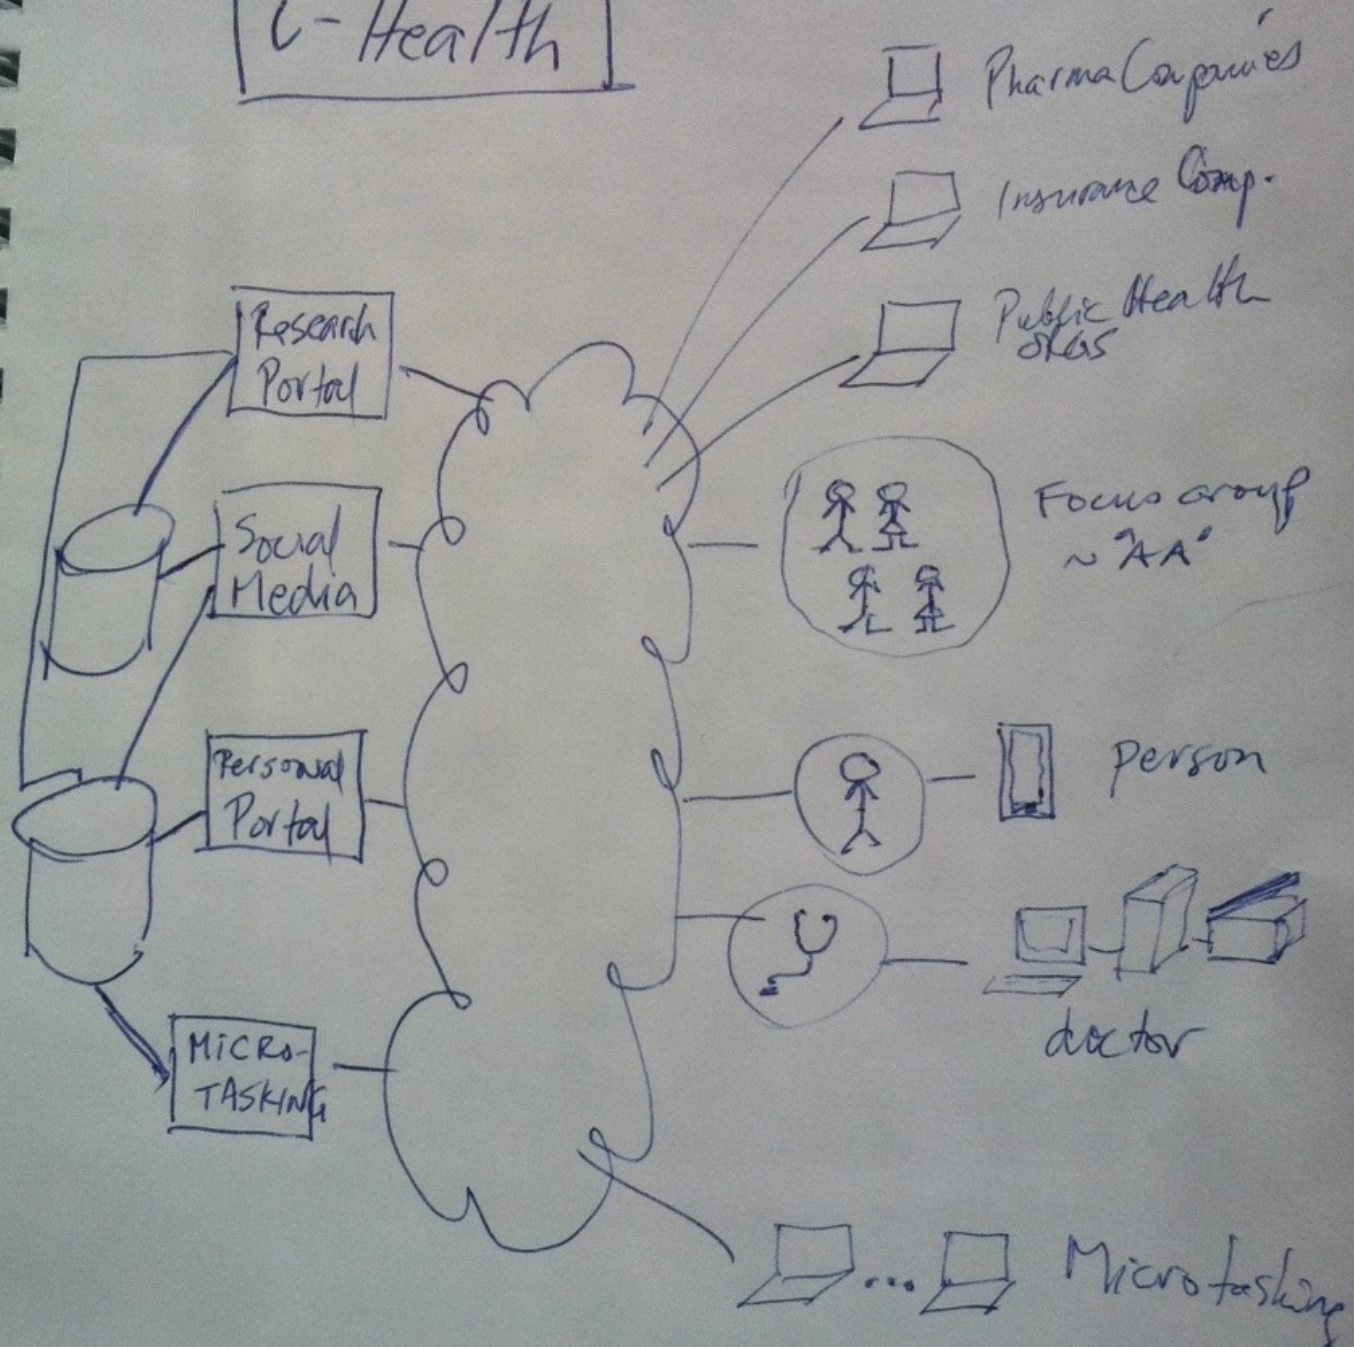 i-Health
Pharma Companies
Insurance Comp.
Public Health
ORGS
Research
Portal
Social
Media
Focus Group
~ "AA"
Personal
Portal
Person
doctor
MiCRO-
TASKING
Microtasking